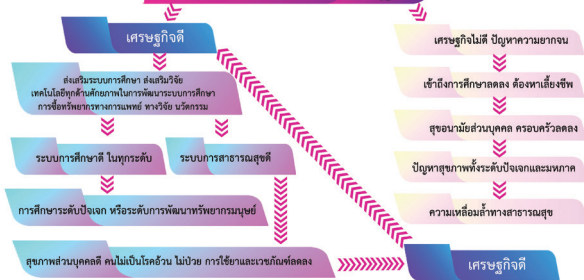 เศรษฐกิจดี
ส่งเสริมระบบการศึกษา ส่งเสริมวิจัย
เทคโนโลยีทุกด้านศักยภาพในการพัฒนาระบบการศึกษา
การซื้อทรัพยากรทางการแพทย์ ทางวิจัย นวัตกรรม
ระบบการศึกษาดี ในทุกระดับ
ระบบการสาธารณสุขดี
การศึกษาระดับปัจเจก หรือระดับการพัฒนาทรัพยากรมนุษย์
สุขภาพส่วนบุคคลดี คนไม่เป็นโรคอ้วน ไม่ป่วย การใช้ยาและเวชภัณฑ์ลดลง
เศรษฐกิจไม่ดี ปัญหาความยากจน
เข้าถึงการศึกษาลดลง ต้องหาเลี้ยงชีพ
สุขอนามัยส่วนบุคคล ครอบครัวลดลง
ปัญหาสุขภาพทั้งระดับปัจเจกและมหภาค
ความเหลื่อมล้ำทางสาธารณสุข
เศรษฐกิจดี